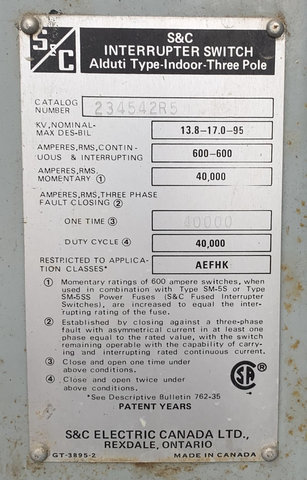 S&C
S&C
INTERRUPTER SWITCH
Alduti Type-Indoor-Three Pole
CATALOG
NUMBER 234542R5
KV, NOMINAL-
MAX DES-BIL 13.8-17.0-95
AMPERES, RMS, CONTIN-
UOUS & INTERRUPTING 600-600
AMPERES, RMS,
MOMENTARY ① 40,000
AMPERES, RMS, THREE PHASE
FAULT CLOSING ②
ONE TIME ③ 40000
DUTY CYCLE ④ 40,000
RESTRICTED TO APPLICA-
TION CLASSES* AEFHK
① Momentary ratings of 600 ampere switches, when
used in combination with Type SM-5S or Type
SM-5SS Power Fuses (S&C Fused Interrupter
Switches), are increased to equal the inter-
rupting rating of the fuse.
② Established by closing against a three-phase
fault with asymmetrical current in at least one
phase equal to the rated value, with the switch
remaining operable with the capability of carry-
ing and interrupting rated continuous current.
③ Close and open one time under
above conditions.
④ Close and open twice under
above conditions.
*See Descriptive Bulletin 762-35
PATENT YEARS
S&C ELECTRIC CANADA LTD.,
REXDALE, ONTARIO
GT-3895-2 MADE IN CANADA